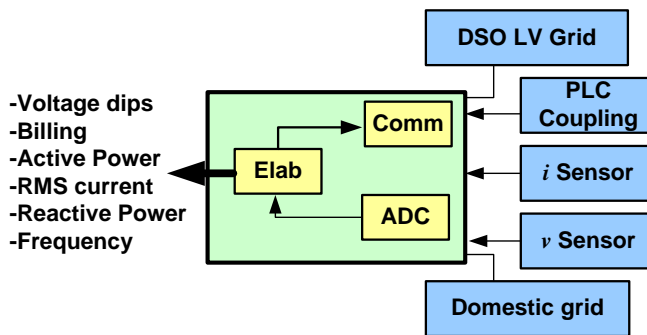 -Voltage dips
-Billing
-Active Power
-RMS current
-Reactive Power
-Frequency
Elab
Comm
ADC
DSO LV Grid
PLC
Coupling
i Sensor
v Sensor
Domestic grid